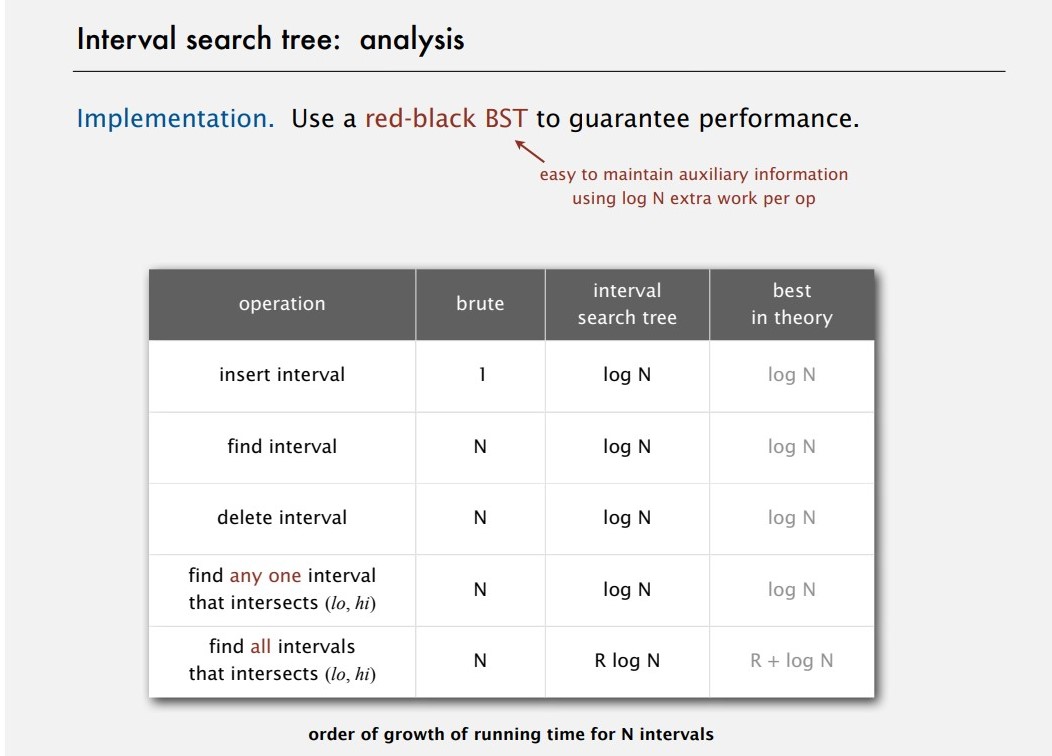 Interval search tree: analysis
Implementation. Use a red-black BST to guarantee performance.
easy to maintain auxiliary information
using log N extra work per op
operation brute interval search tree best in theory
insert interval 1 log N log N
find interval N log N log N
delete interval N log N log N
find any one interval that intersects (lo, hi) N log N log N
find all intervals that intersects (lo, hi) N R log N R + log N
order of growth of running time for N intervals